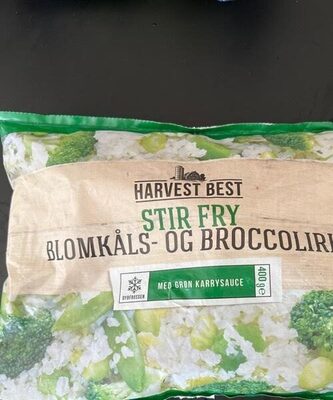 HARVEST BEST
STIR FRY
BLOMKÅLS- OG BROCCOLIRI
DYBFROSSEN
MED GRØN KARRYSAUCE
400g℮